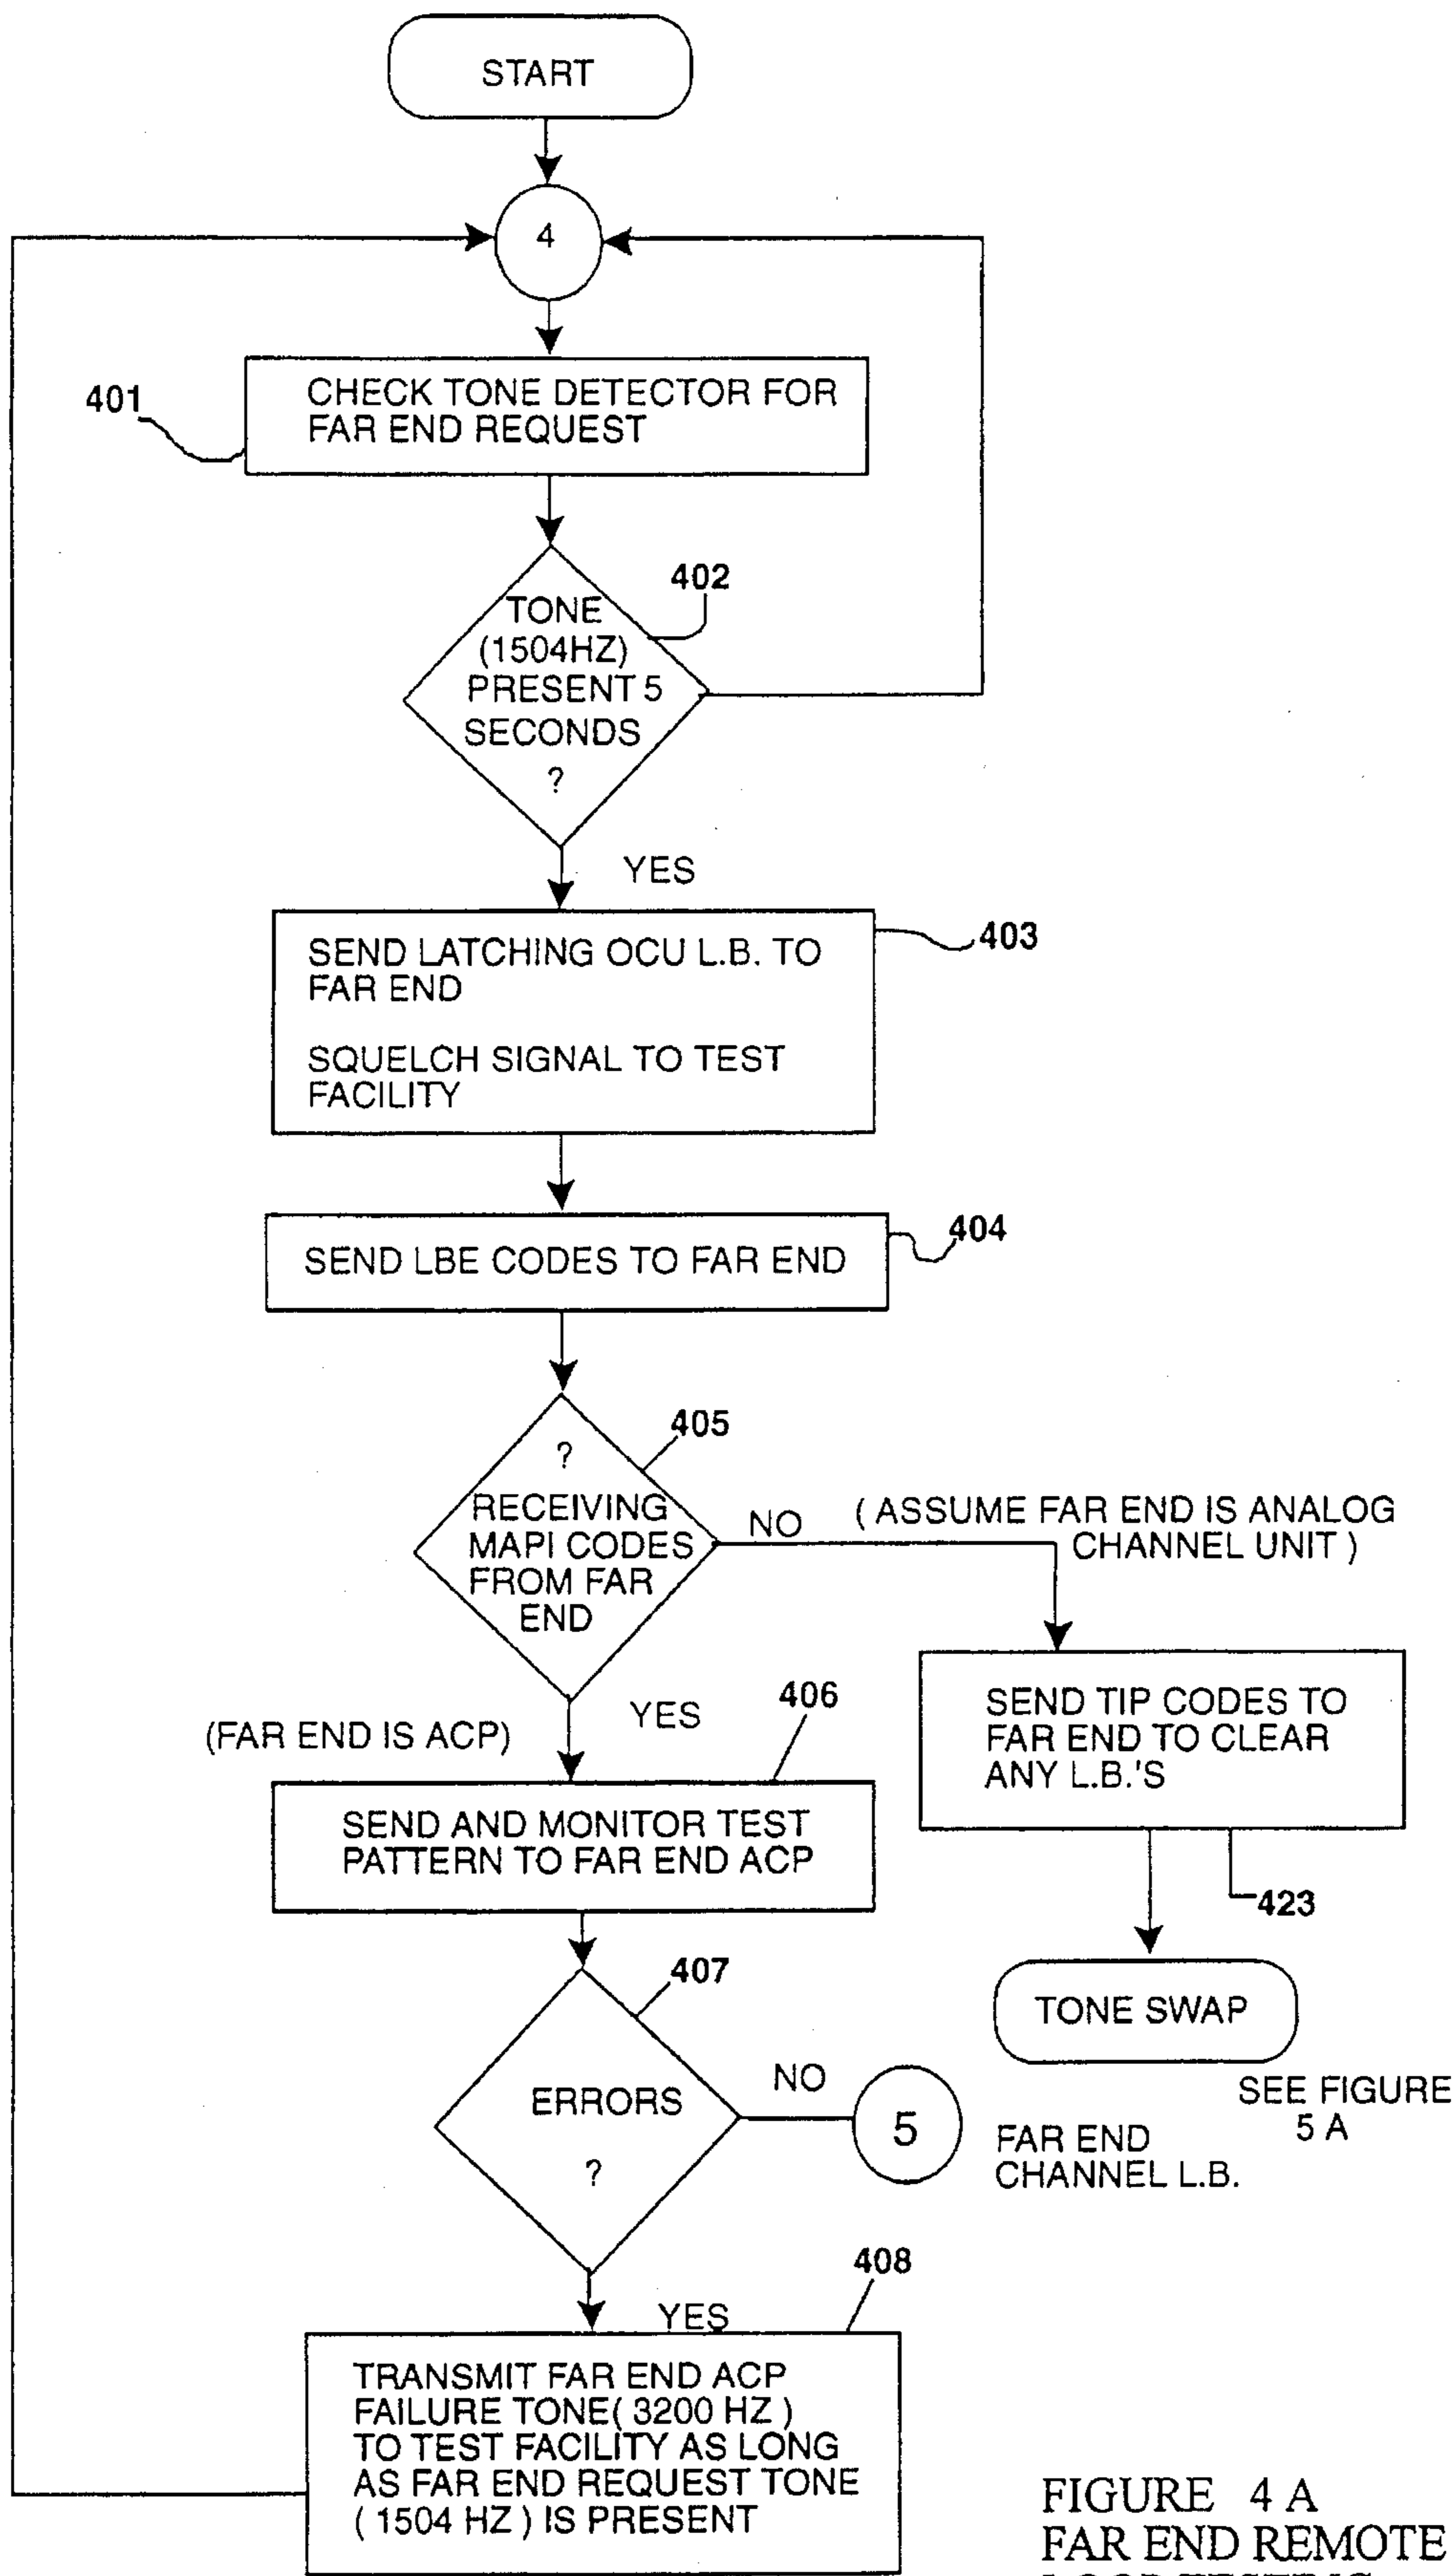 START
4
401
CHECK TONE DETECTOR FOR
FAR END REQUEST
402
TONE
(1504HZ)
PRESENT 5
SECONDS
?
YES
403
SEND LATCHING OCU L.B. TO
FAR END
SQUELCH SIGNAL TO TEST
FACILITY
404
SEND LBE CODES TO FAR END
405
?
RECEIVING
MAPI CODES
FROM FAR
END
NO
( ASSUME FAR END IS ANALOG
CHANNEL UNIT )
SEND TIP CODES TO
FAR END TO CLEAR
ANY L.B.'S
423
TONE SWAP
SEE FIGURE
5 A
YES
(FAR END IS ACP)
406
SEND AND MONITOR TEST
PATTERN TO FAR END ACP
407
ERRORS
?
NO
5
FAR END
CHANNEL L.B.
YES
408
TRANSMIT FAR END ACP
FAILURE TONE( 3200 HZ )
TO TEST FACILITY AS LONG
AS FAR END REQUEST TONE
( 1504 HZ ) IS PRESENT
FIGURE 4 A
FAR END REMOTE